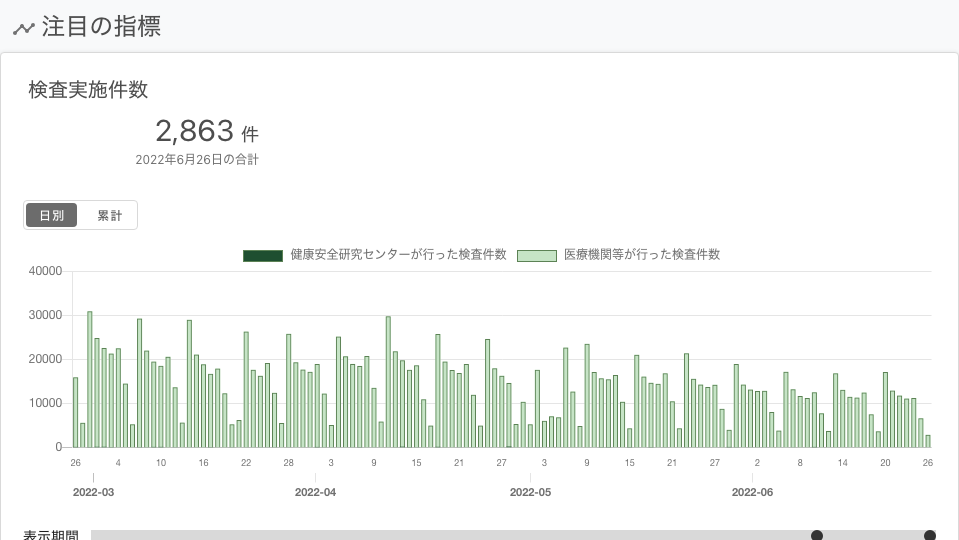 注目の指標
検査実施件数
2,863 件
2022年6月26日の合計
日別 累計
健康安全研究センターが行った検査件数 医療機関等が行った検査件数
40000
30000
20000
10000
0
26 4 10 16 22 28 3 9 15 21 27 3 9 15 21 27 2 8 14 20 26
2022-03 2022-04 2022-05 2022-06
表示期間